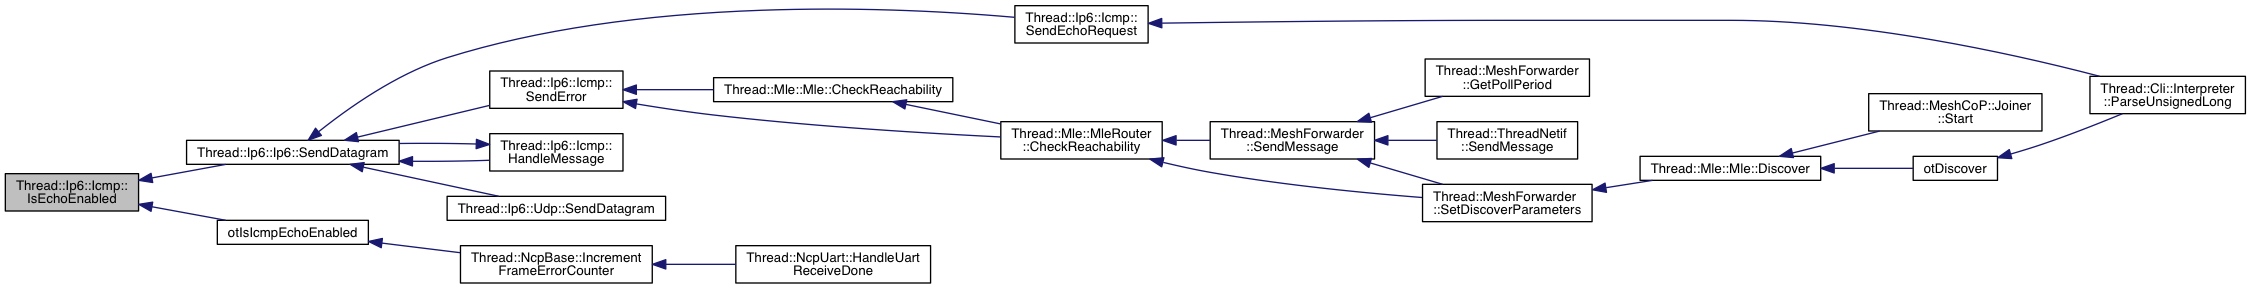 Thread::Ip6::Icmp::
IsEchoEnabled
Thread::Ip6::Ip6::SendDatagram
otIsIcmpEchoEnabled
Thread::Ip6::Icmp::
SendError
Thread::Ip6::Icmp::
HandleMessage
Thread::Ip6::Udp::SendDatagram
Thread::NcpBase::Increment
FrameErrorCounter
Thread::Mle::Mle::CheckReachability
Thread::NcpUart::HandleUart
ReceiveDone
Thread::Ip6::Icmp::
SendEchoRequest
Thread::Mle::MleRouter
::CheckReachability
Thread::MeshForwarder
::SendMessage
Thread::MeshForwarder
::GetPollPeriod
Thread::ThreadNetif
::SendMessage
Thread::MeshForwarder
::SetDiscoverParameters
Thread::Mle::Mle::Discover
Thread::MeshCoP::Joiner
::Start
otDiscover
Thread::Cli::Interpreter
::ParseUnsignedLong